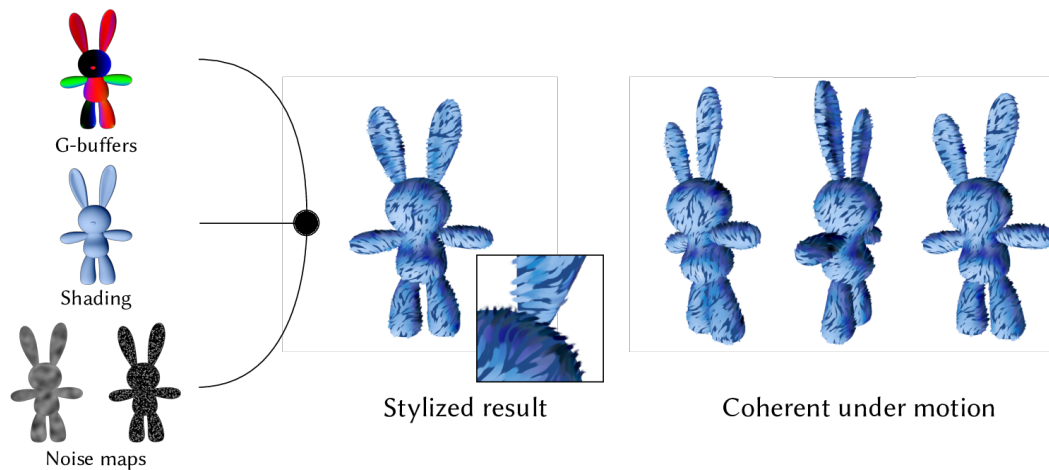 G-buffers
Shading
Noise maps
Stylized result
Coherent under motion